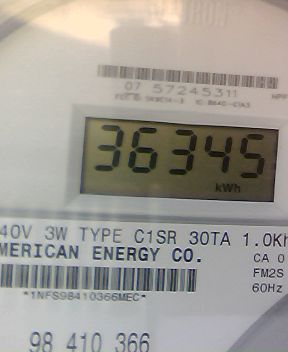 07 57245311
36345
kWh
40V 3W TYPE C1SR 30TA 1.0Kh
MERICAN ENERGY CO.
CA 0
FM2S
60Hz
*1NFS98410366MEC*
98 410 366